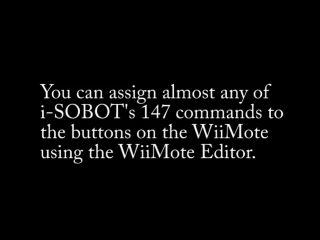 You can assign almost any of
i-SOBOT's 147 commands to
the buttons on the WiiMote
using the WiiMote Editor.